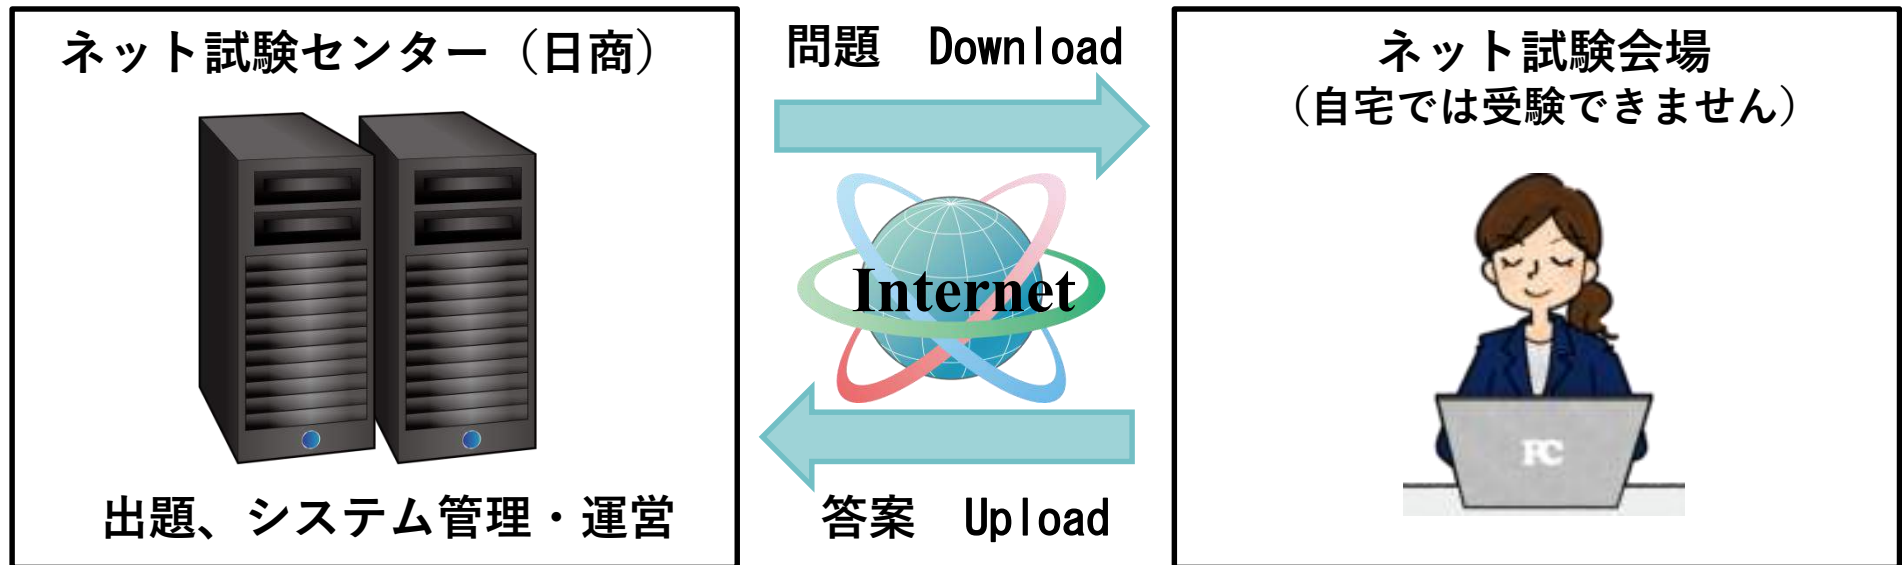 ネット試験センター（日商）
出題、システム管理・運営
問題　Download
Internet
答案　Upload
ネット試験会場
（自宅では受験できません）
PC